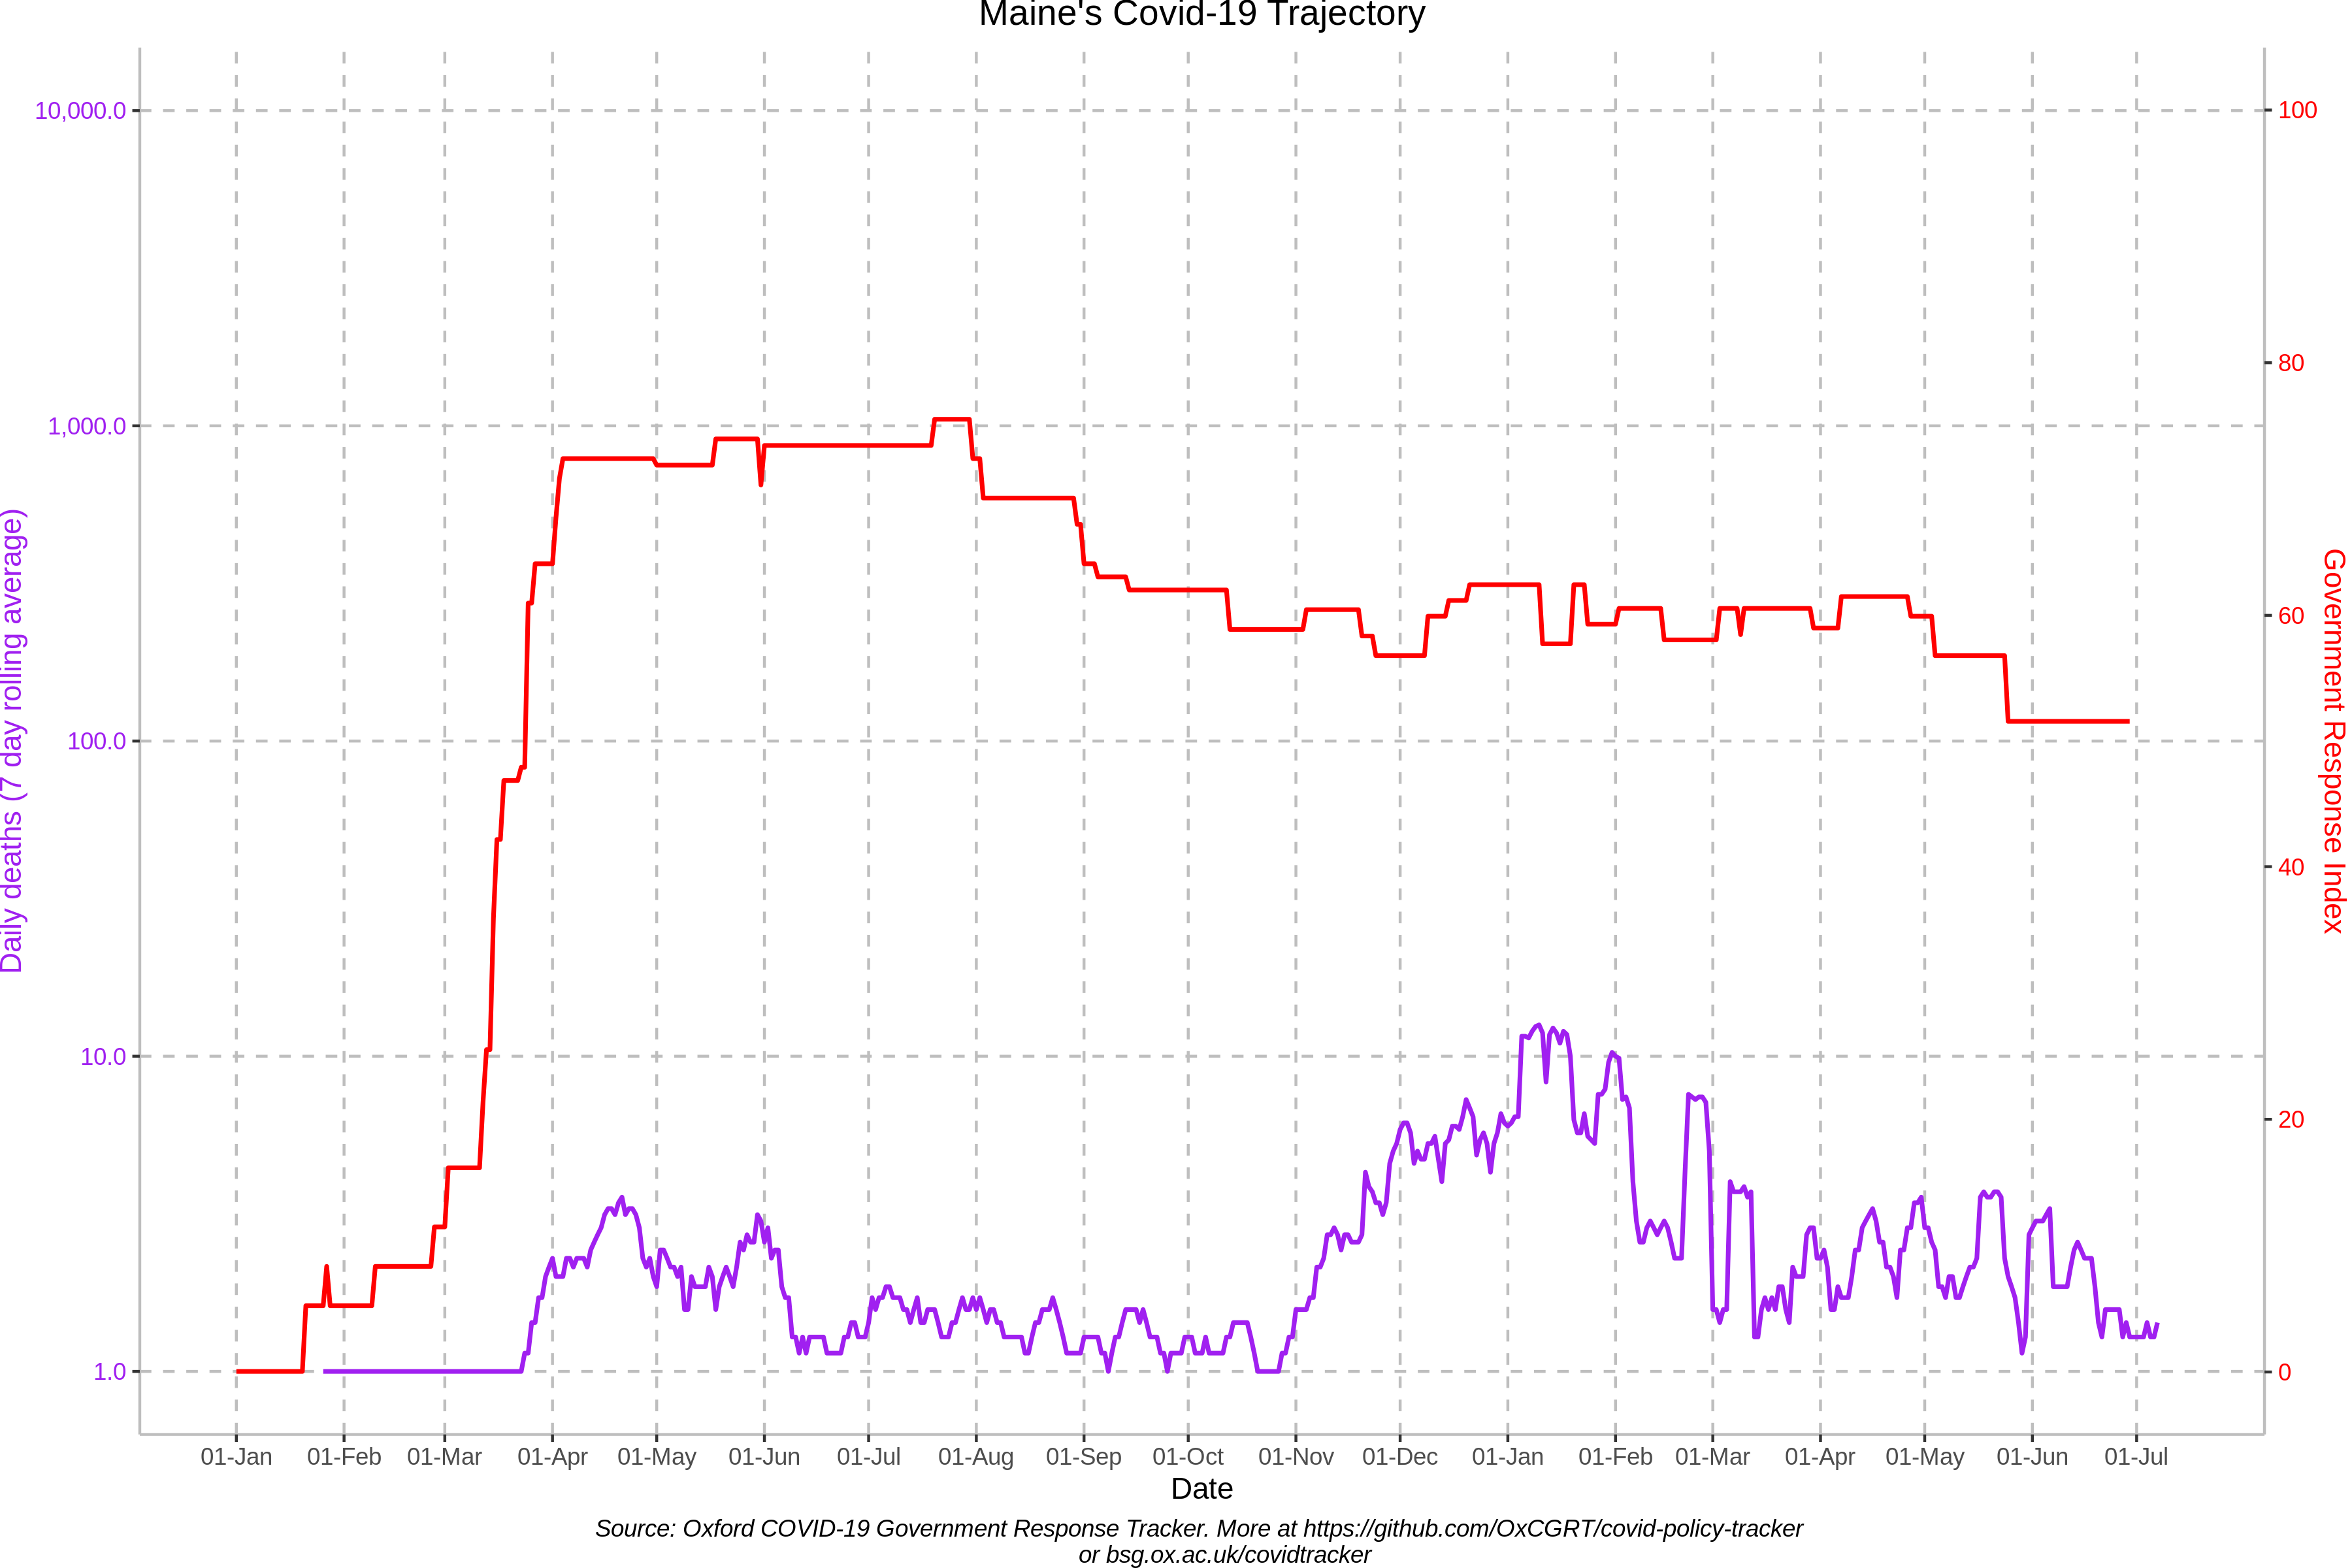 Maine's Covid-19 Trajectory
10,000.0
1,000.0
100.0
10.0
1.0
Daily deaths (7 day rolling average)
100
80
60
40
20
0
Government Response Index
01-Jan 01-Feb 01-Mar 01-Apr 01-May 01-Jun 01-Jul 01-Aug 01-Sep 01-Oct 01-Nov 01-Dec 01-Jan 01-Feb 01-Mar 01-Apr 01-May 01-Jun 01-Jul
Date
Source: Oxford COVID-19 Government Response Tracker. More at https://github.com/OxCGRT/covid-policy-tracker
or bsg.ox.ac.uk/covidtracker